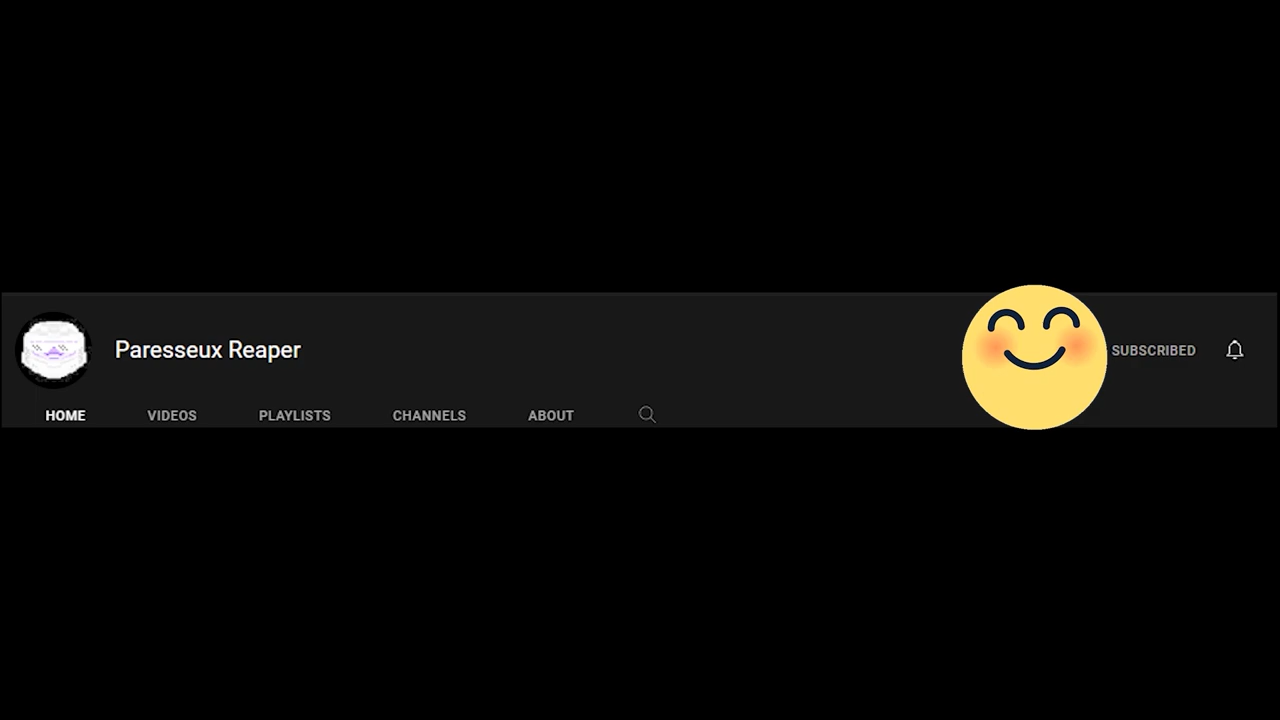 Paresseux Reaper
SUBSCRIBED
HOME VIDEOS PLAYLISTS CHANNELS ABOUT